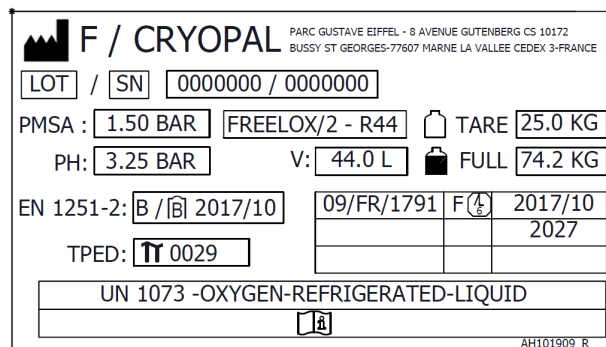 F / CRYOPAL PARC GUSTAVE EIFFEL - 8 AVENUE GUTENBERG CS 10172
BUSSY ST GEORGES-77607 MARNE LA VALLEE CEDEX 3-FRANCE
LOT / SN 0000000 / 0000000
PMSA : 1.50 BAR FREELOX/2 - R44 TARE 25.0 KG
PH: 3.25 BAR V: 44.0 L FULL 74.2 KG
EN 1251-2: B / B 2017/10 09/FR/1791 F 2017/10
2027
TPED: π 0029
UN 1073 -OXYGEN-REFRIGERATED-LIQUID
AH101909_R